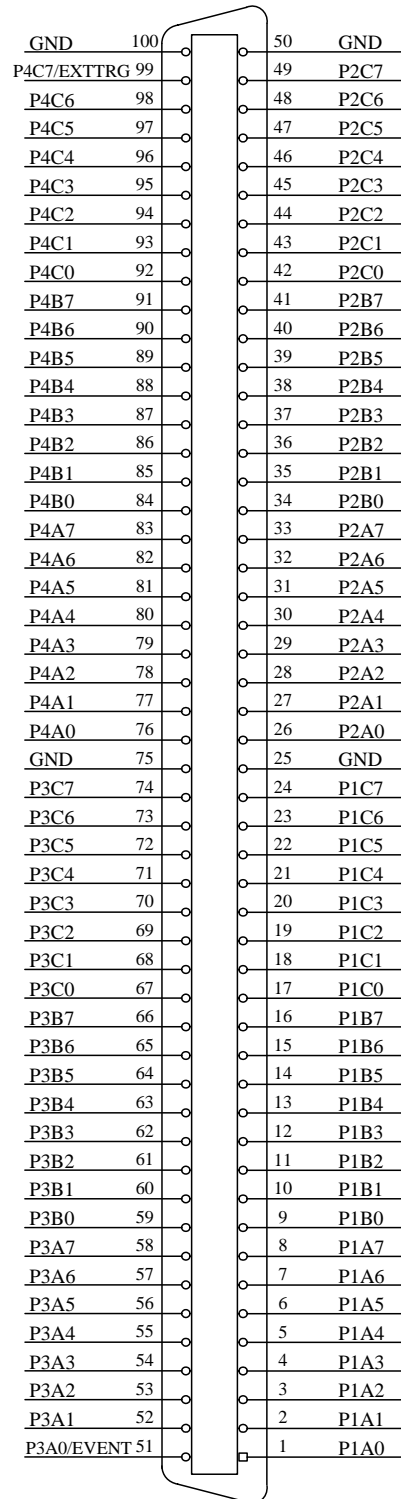 GND 100 50 GND
P4C7/EXTTRG 99 49 P2C7
P4C6 98 48 P2C6
P4C5 97 47 P2C5
P4C4 96 46 P2C4
P4C3 95 45 P2C3
P4C2 94 44 P2C2
P4C1 93 43 P2C1
P4C0 92 42 P2C0
P4B7 91 41 P2B7
P4B6 90 40 P2B6
P4B5 89 39 P2B5
P4B4 88 38 P2B4
P4B3 87 37 P2B3
P4B2 86 36 P2B2
P4B1 85 35 P2B1
P4B0 84 34 P2B0
P4A7 83 33 P2A7
P4A6 82 32 P2A6
P4A5 81 31 P2A5
P4A4 80 30 P2A4
P4A3 79 29 P2A3
P4A2 78 28 P2A2
P4A1 77 27 P2A1
P4A0 76 26 P2A0
GND 75 25 GND
P3C7 74 24 P1C7
P3C6 73 23 P1C6
P3C5 72 22 P1C5
P3C4 71 21 P1C4
P3C3 70 20 P1C3
P3C2 69 19 P1C2
P3C1 68 18 P1C1
P3C0 67 17 P1C0
P3B7 66 16 P1B7
P3B6 65 15 P1B6
P3B5 64 14 P1B5
P3B4 63 13 P1B4
P3B3 62 12 P1B3
P3B2 61 11 P1B2
P3B1 60 10 P1B1
P3B0 59 9 P1B0
P3A7 58 8 P1A7
P3A6 57 7 P1A6
P3A5 56 6 P1A5
P3A4 55 5 P1A4
P3A3 54 4 P1A3
P3A2 53 3 P1A2
P3A1 52 2 P1A1
P3A0/EVENT 51 1 P1A0